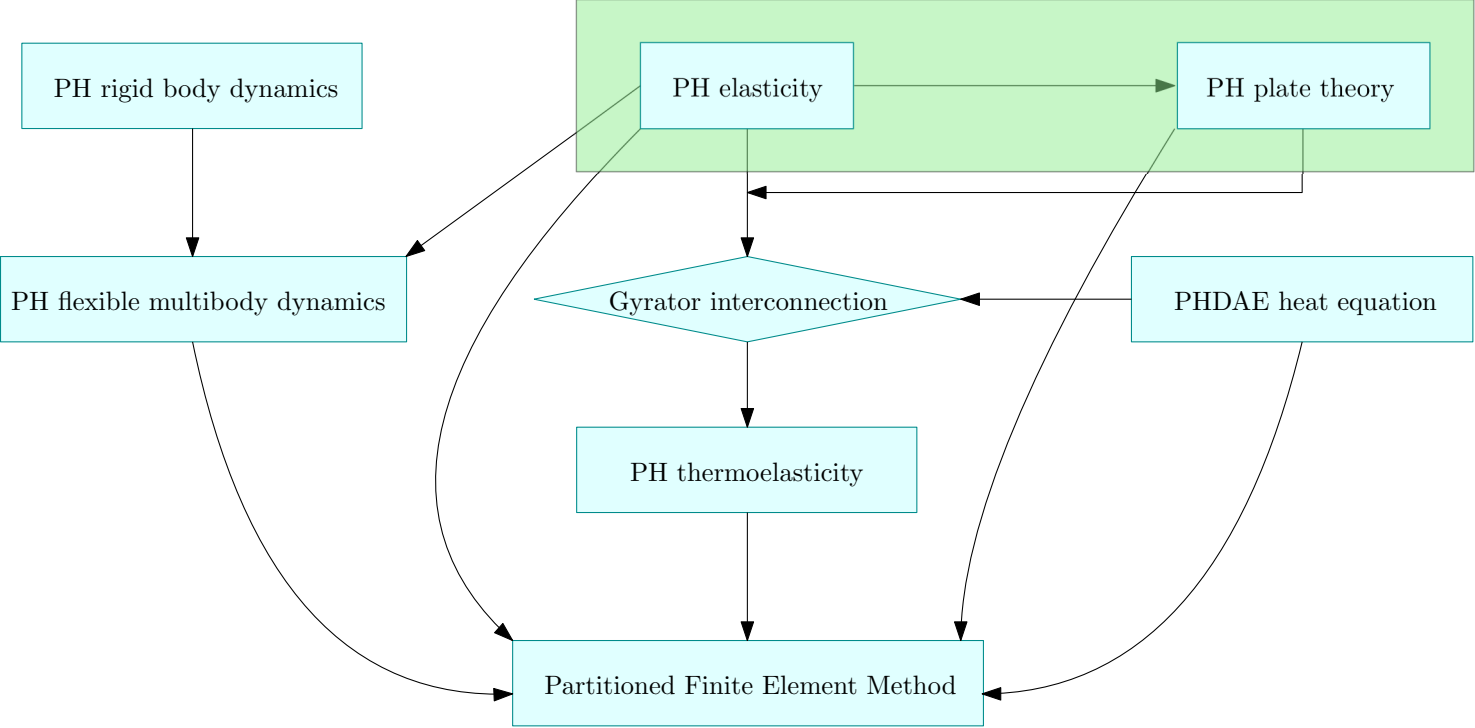 PH rigid body dynamics
PH elasticity
PH plate theory
PH flexible multibody dynamics
Gyrator interconnection
PHDAE heat equation
PH thermoelasticity
Partitioned Finite Element Method